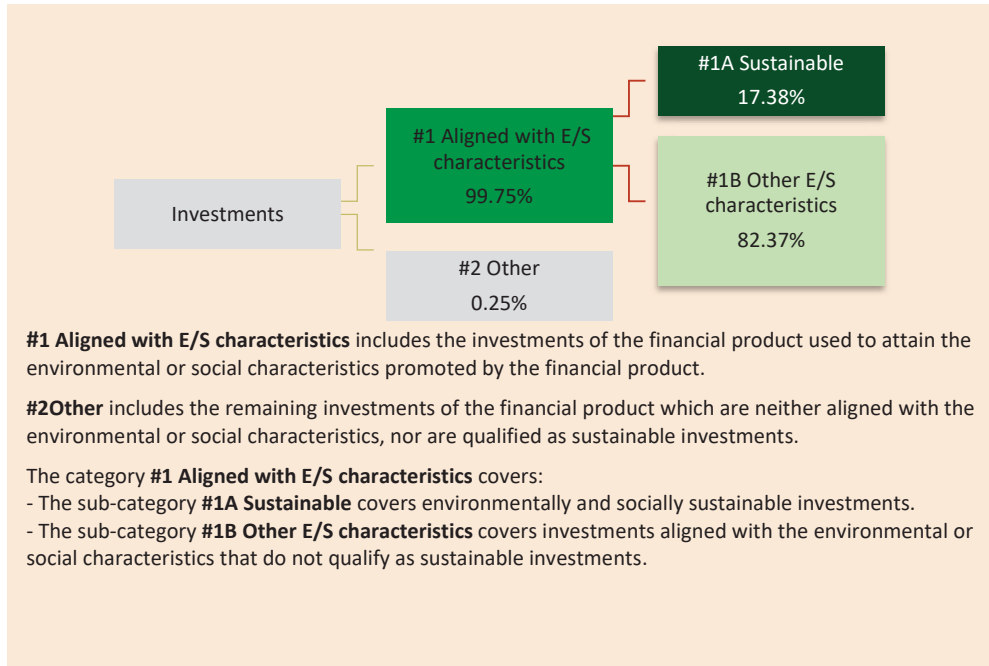 #1A Sustainable
17.38%
#1 Aligned with E/S
characteristics
99.75%
#1B Other E/S
characteristics
82.37%
Investments
#2 Other
0.25%
#1 Aligned with E/S characteristics includes the investments of the financial product used to attain the
environmental or social characteristics promoted by the financial product.
#2Other includes the remaining investments of the financial product which are neither aligned with the
environmental or social characteristics, nor are qualified as sustainable investments.
The category #1 Aligned with E/S characteristics covers:
- The sub-category #1A Sustainable covers environmentally and socially sustainable investments.
- The sub-category #1B Other E/S characteristics covers investments aligned with the environmental or
social characteristics that do not qualify as sustainable investments.